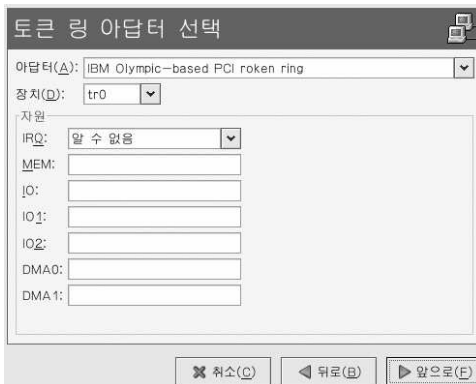 토큰 링 아답터 선택
아답터(A): IBM Olympic-based PCI roken ring
장치(D): tr0
자원
IRQ: 알 수 없음
MEM:
IO:
IO1:
IO2:
DMA0:
DMA1:
취소(C) 뒤로(B) 앞으로(F)